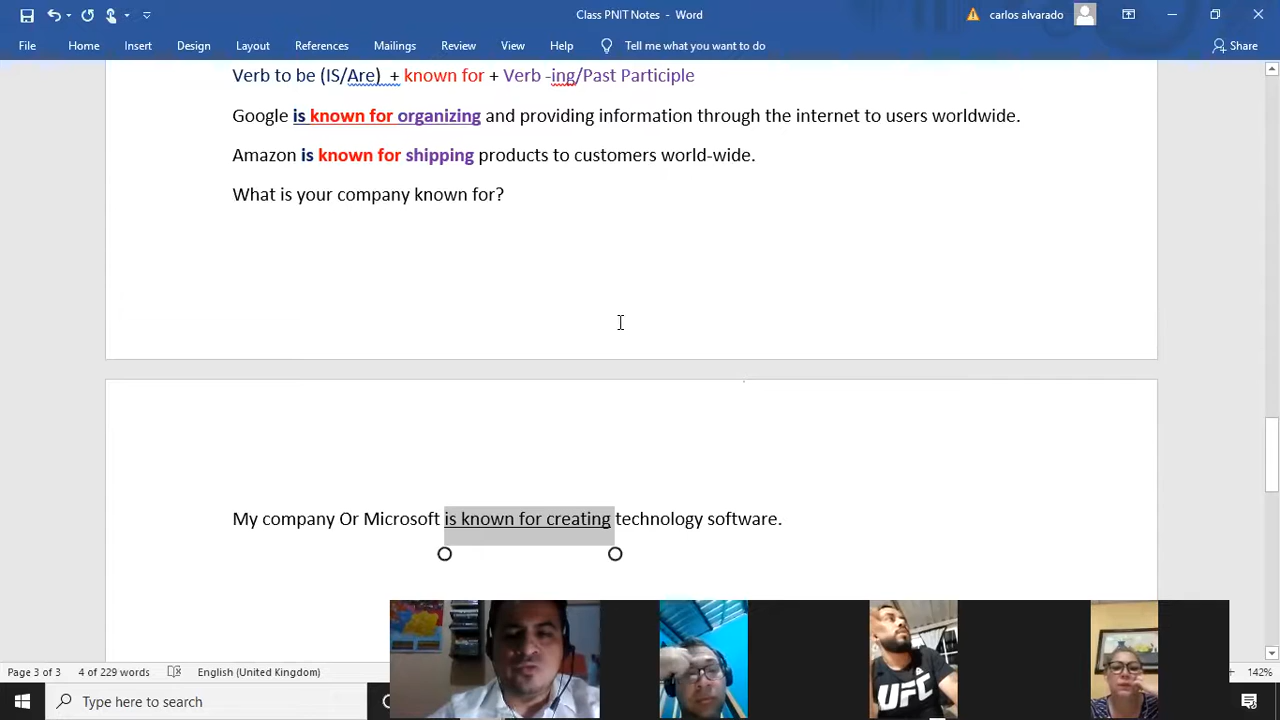 Class PNIT Notes - Word
carlos alvarado
File Home Insert Design Layout References Mailings Review View Help Tell me what you want to do Share
Verb to be (IS/Are) + known for + Verb -ing/Past Participle
Google is known for organizing and providing information through the internet to users worldwide.
Amazon is known for shipping products to customers world-wide.
What is your company known for?
My company Or Microsoft is known for creating technology software.
UFC
Page 3 of 3 4 of 229 words English (United Kingdom) 142%
Type here to search